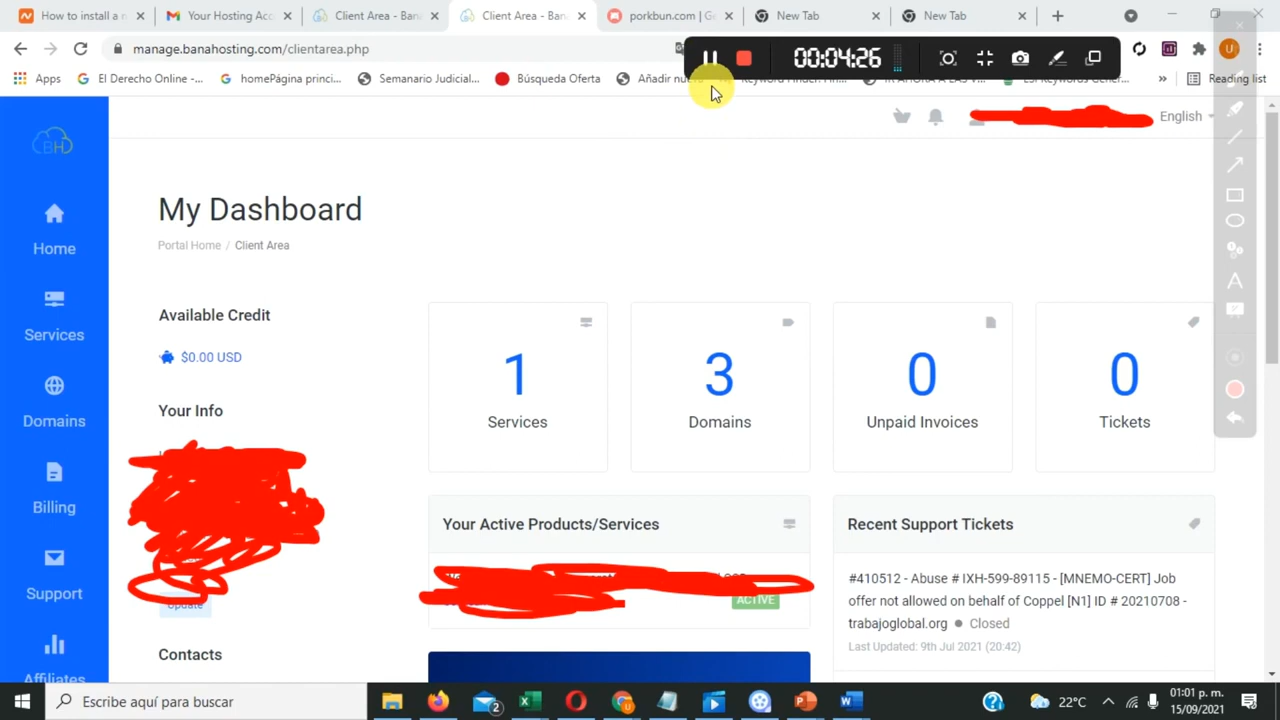 How to install a n
Your Hosting Acc
Client Area - Bana
Client Area - Bana
porkbun.com | Ge
New Tab
New Tab
manage.banahosting.com/clientarea.php
00:04:26
Apps
El Derecho Online -...
homePágina princi...
Semanario Judicial...
Búsqueda Oferta
Añadir nu
»
Reading list
U
BH
English
Home
Services
Domains
Billing
Support
Affiliates
My Dashboard
Portal Home / Client Area
Available Credit
$0.00 USD
Your Info
Update
Contacts
1
Services
3
Domains
0
Unpaid Invoices
0
Tickets
Your Active Products/Services
ACTIVE
Recent Support Tickets
#410512 - Abuse # IXH-599-89115 - [MNEMO-CERT] Job
offer not allowed on behalf of Coppel [N1] ID # 20210708 -
trabajoglobal.org ● Closed
Last Updated: 9th Jul 2021 (20:42)
A
Escribe aquí para buscar
2
22°C
01:01 p. m.
15/09/2021